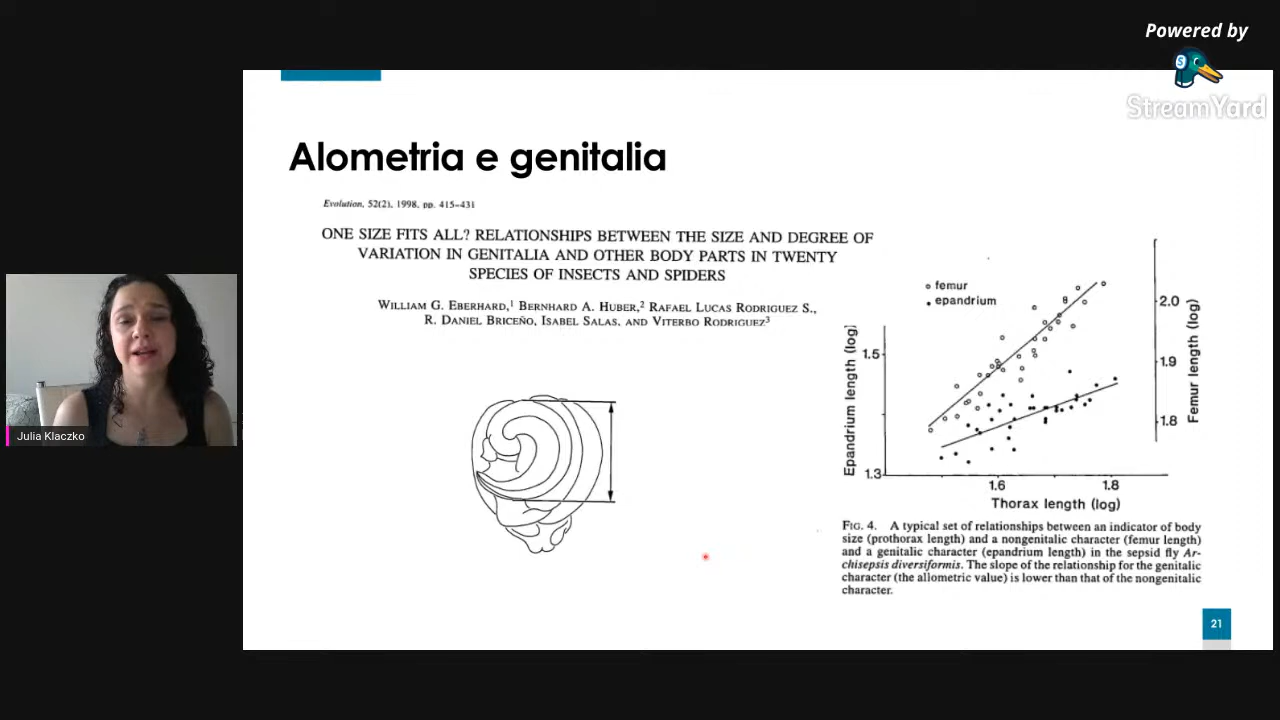 Powered by
StreamYard
Alometria e genitalia
Evolution, 52(2), 1998, pp. 415–431
ONE SIZE FITS ALL? RELATIONSHIPS BETWEEN THE SIZE AND DEGREE OF
VARIATION IN GENITALIA AND OTHER BODY PARTS IN TWENTY
SPECIES OF INSECTS AND SPIDERS
WILLIAM G. EBERHARD,¹ BERNHARD A. HUBER,² RAFAEL LUCAS RODRIGUEZ S.,
R. DANIEL BRICEÑO, ISABEL SALAS, AND VITERBO RODRIGUEZ³
femur
epandrium
Epandrium length (log)
1.5
1.3
2.0
1.9
1.8
Femur length (log)
1.6
1.8
Thorax length (log)
FIG. 4. A typical set of relationships between an indicator of body
size (prothorax length) and a nongenitalic character (femur length)
and a genitalic character (epandrium length) in the sepsid fly Ar-
chisepsis diversiformis. The slope of the relationship for the genitalic
character (the allometric value) is lower than that of the nongenitalic
character.
21
Julia Klaczko